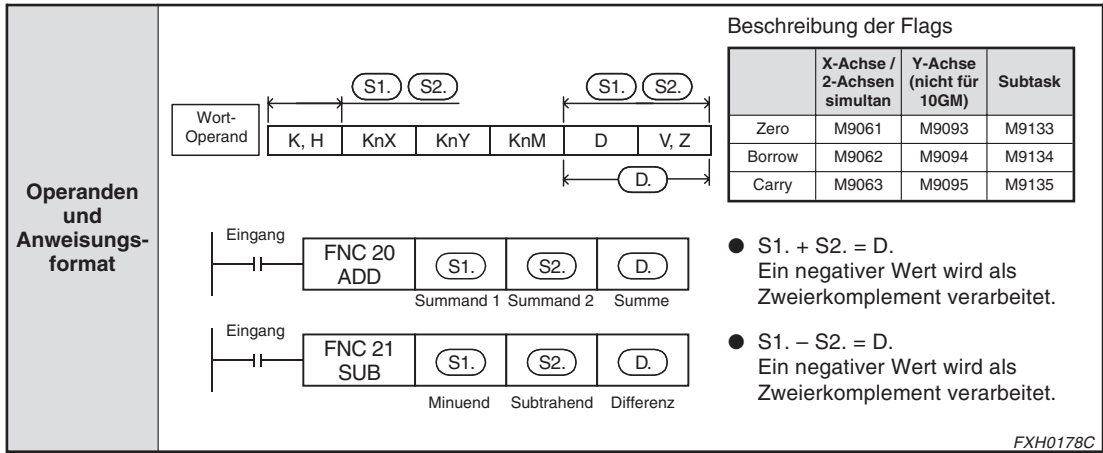 Operanden
und
Anweisungs-
format
S1. S2. S1. S2.
Wort-
Operand
K, H KnX KnY KnM D V, Z
D.
Eingang
FNC 20
ADD
S1. S2. D.
Summand 1 Summand 2 Summe
Eingang
FNC 21
SUB
S1. S2. D.
Minuend Subtrahend Differenz
Beschreibung der Flags
X-Achse /
2-Achsen
simultan
Y-Achse
(nicht für
10GM)
Subtask
Zero M9061 M9093 M9133
Borrow M9062 M9094 M9134
Carry M9063 M9095 M9135
● S1. + S2. = D.
Ein negativer Wert wird als
Zweierkomplement verarbeitet.
● S1. – S2. = D.
Ein negativer Wert wird als
Zweierkomplement verarbeitet.
FXH0178C